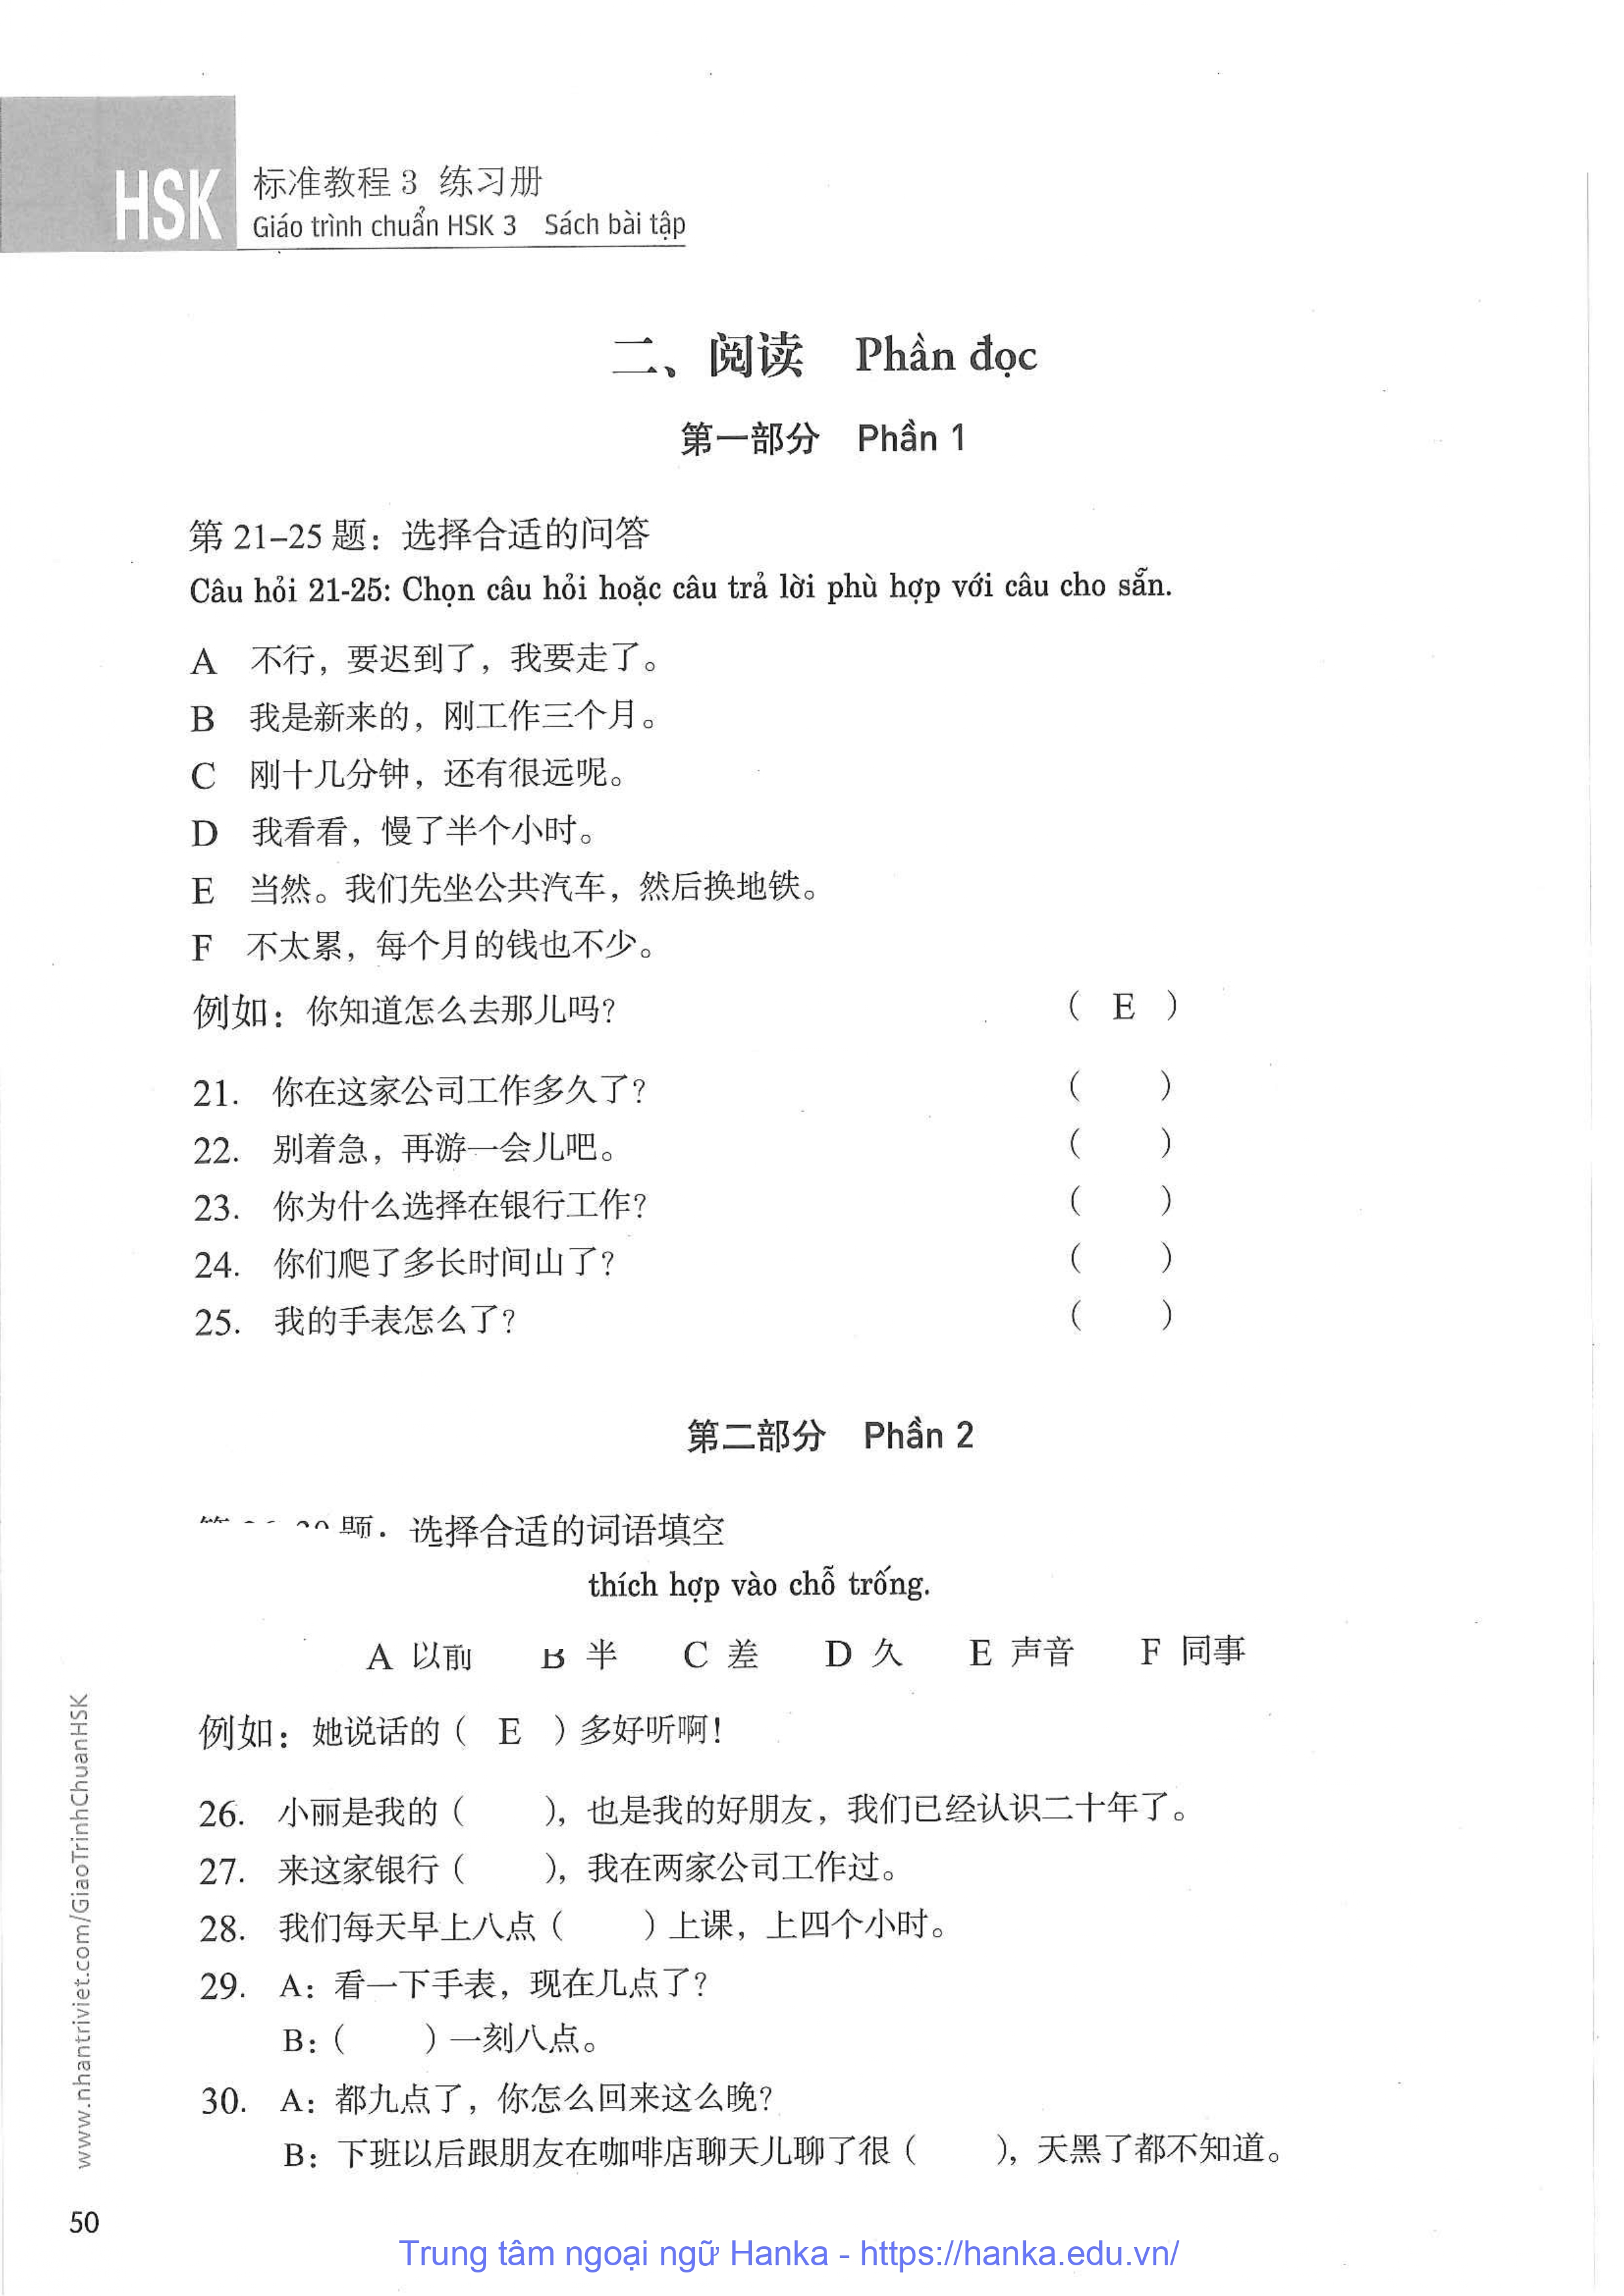 HSK 标准教程 3 练习册
Giáo trình chuẩn HSK 3 Sách bài tập
二、阅读 Phần đọc
第一部分 Phần 1
第 21–25 题：选择合适的问答
Câu hỏi 21-25: Chọn câu hỏi hoặc câu trả lời phù hợp với câu cho sẵn.
A 不行，要迟到了，我要走了。
B 我是新来的，刚工作三个月。
C 刚十几分钟，还有很远呢。
D 我看看，慢了半个小时。
E 当然。我们先坐公共汽车，然后换地铁。
F 不太累，每个月的钱也不少。
例如：你知道怎么去那儿吗？ （ E ）
21. 你在这家公司工作多久了？ （ ）
22. 别着急，再游一会儿吧。 （ ）
23. 你为什么选择在银行工作？ （ ）
24. 你们爬了多长时间山了？ （ ）
25. 我的手表怎么了？ （ ）
第二部分 Phần 2
题：选择合适的词语填空
thích hợp vào chỗ trống.
A 以前 B 半 C 差 D 久 E 声音 F 同事
例如：她说话的（ E ）多好听啊！
26. 小丽是我的（ ），也是我的好朋友，我们已经认识二十年了。
27. 来这家银行（ ），我在两家公司工作过。
28. 我们每天早上八点（ ）上课，上四个小时。
29. A：看一下手表，现在几点了？
B：（ ）一刻八点。
30. A：都九点了，你怎么回来这么晚？
B：下班以后跟朋友在咖啡店聊天儿聊了很（ ），天黑了都不知道。
www.nhantriviet.com/GiaoTrinhChuanHSK
50
Trung tâm ngoại ngữ Hanka - https://hanka.edu.vn/